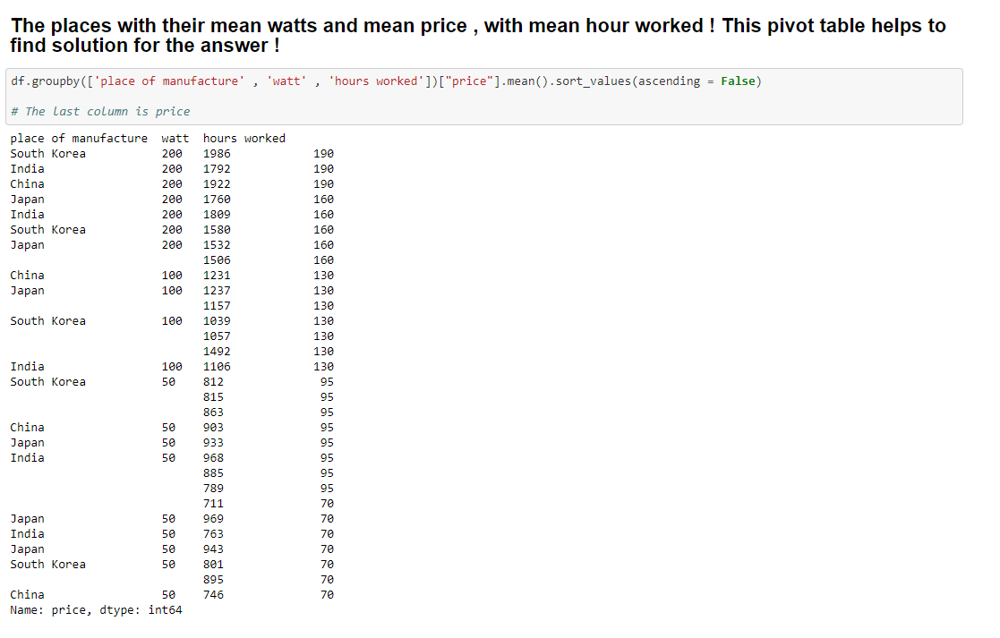 The places with their mean watts and mean price , with mean hour worked ! This pivot table helps to
find solution for the answer !
df.groupby(['place of manufacture' , 'watt' , 'hours worked'])["price"].mean().sort_values(ascending = False)
# The last column is price
place of manufacture  watt  hours worked
South Korea           200   1986            190
India                 200   1792            190
China                 200   1922            190
Japan                 200   1760            160
India                 200   1809            160
South Korea           200   1580            160
Japan                 200   1532            160
                            1506            160
China                 100   1231            130
Japan                 100   1237            130
                            1157            130
South Korea           100   1039            130
                            1057            130
                            1492            130
India                 100   1106            130
South Korea           50    812              95
                            815              95
                            863              95
China                 50    903              95
Japan                 50    933              95
India                 50    968              95
                            885              95
                            789              95
                            711              70
Japan                 50    969              70
India                 50    763              70
Japan                 50    943              70
South Korea           50    801              70
                            895              70
China                 50    746              70
Name: price, dtype: int64